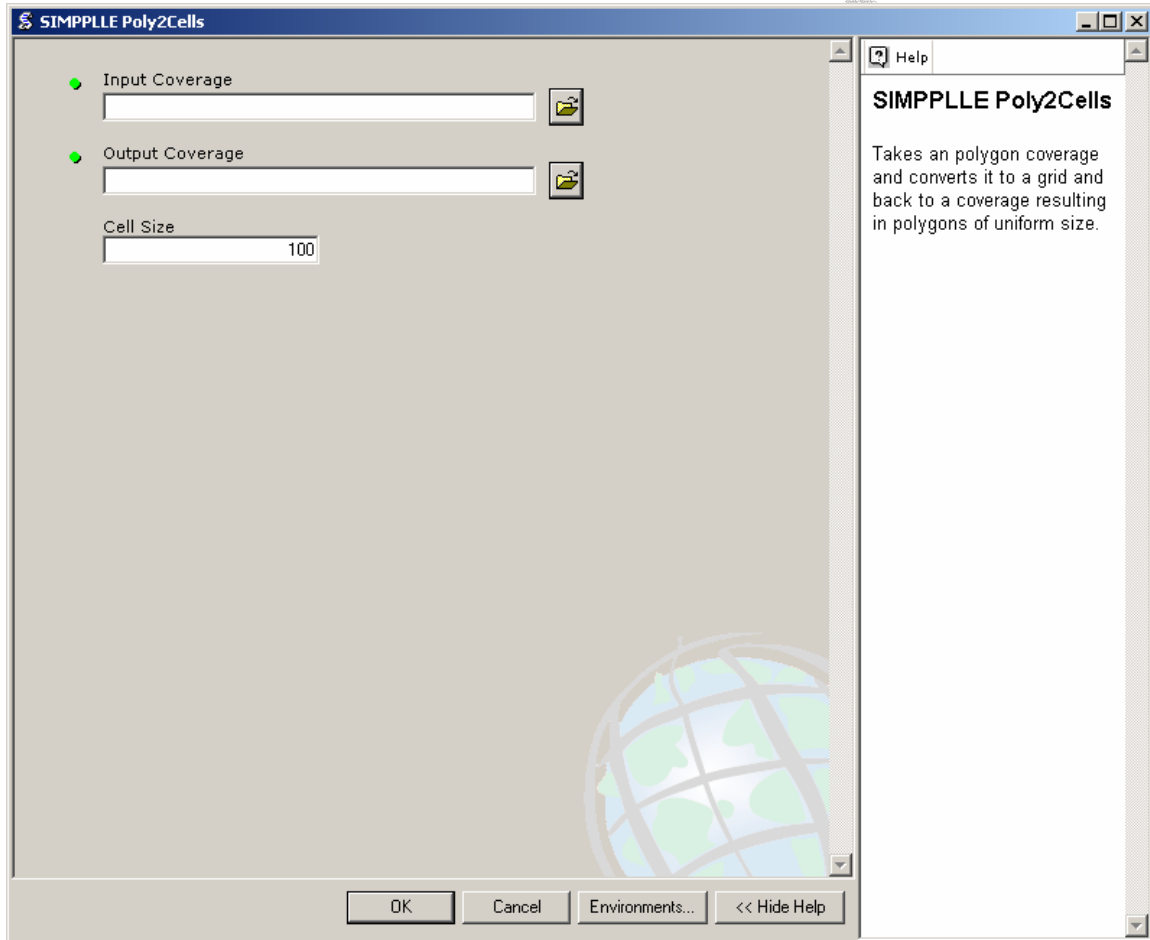 SIMPPLLE Poly2Cells
Input Coverage
Output Coverage
Cell Size
100
OK
Cancel
Environments...
<< Hide Help
Help
SIMPPLLE Poly2Cells
Takes an polygon coverage
and converts it to a grid and
back to a coverage resulting
in polygons of uniform size.